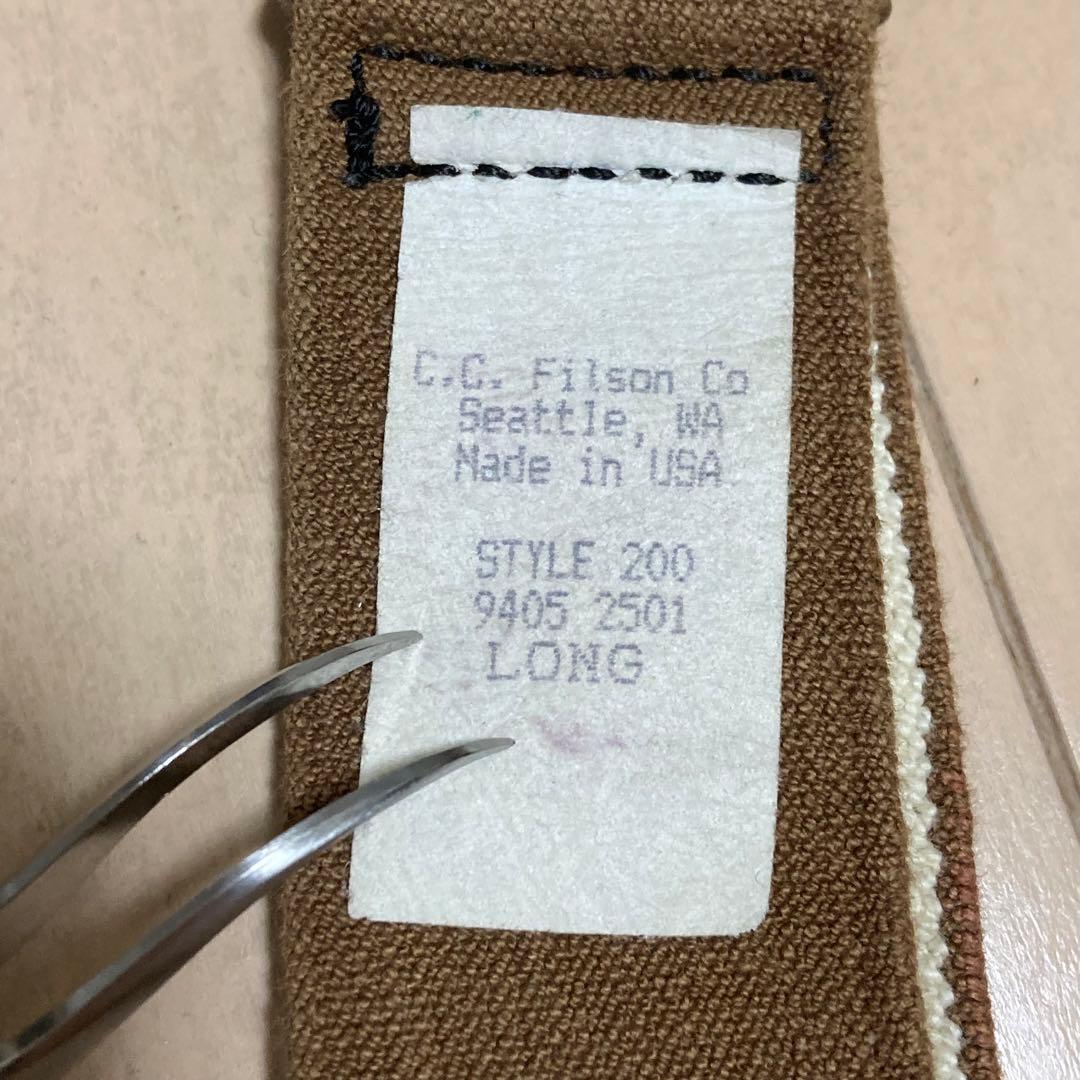 C.C. Filson Co
Seattle, WA
Made in USA
STYLE 200
9405 2501
LONG